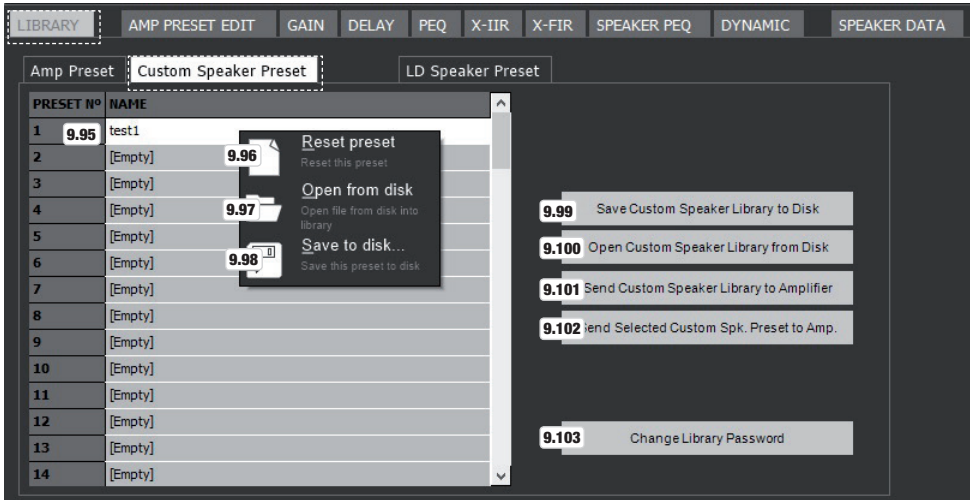 LIBRARY AMP PRESET EDIT GAIN DELAY PEQ X-IIR X-FIR SPEAKER PEQ DYNAMIC SPEAKER DATA
Amp Preset Custom Speaker Preset LD Speaker Preset
PRESET Nº NAME
1 9.95 test1
2 [Empty]
3 [Empty]
4 [Empty]
5 [Empty]
6 [Empty]
7 [Empty]
8 [Empty]
9 [Empty]
10 [Empty]
11 [Empty]
12 [Empty]
13 [Empty]
14 [Empty]
9.96 Reset preset
Reset this preset
9.97 Open from disk
Open file from disk into
library
9.98 Save to disk...
Save this preset to disk
9.99 Save Custom Speaker Library to Disk
9.100 Open Custom Speaker Library from Disk
9.101 Send Custom Speaker Library to Amplifier
9.102 end Selected Custom Spk. Preset to Amp.
9.103 Change Library Password